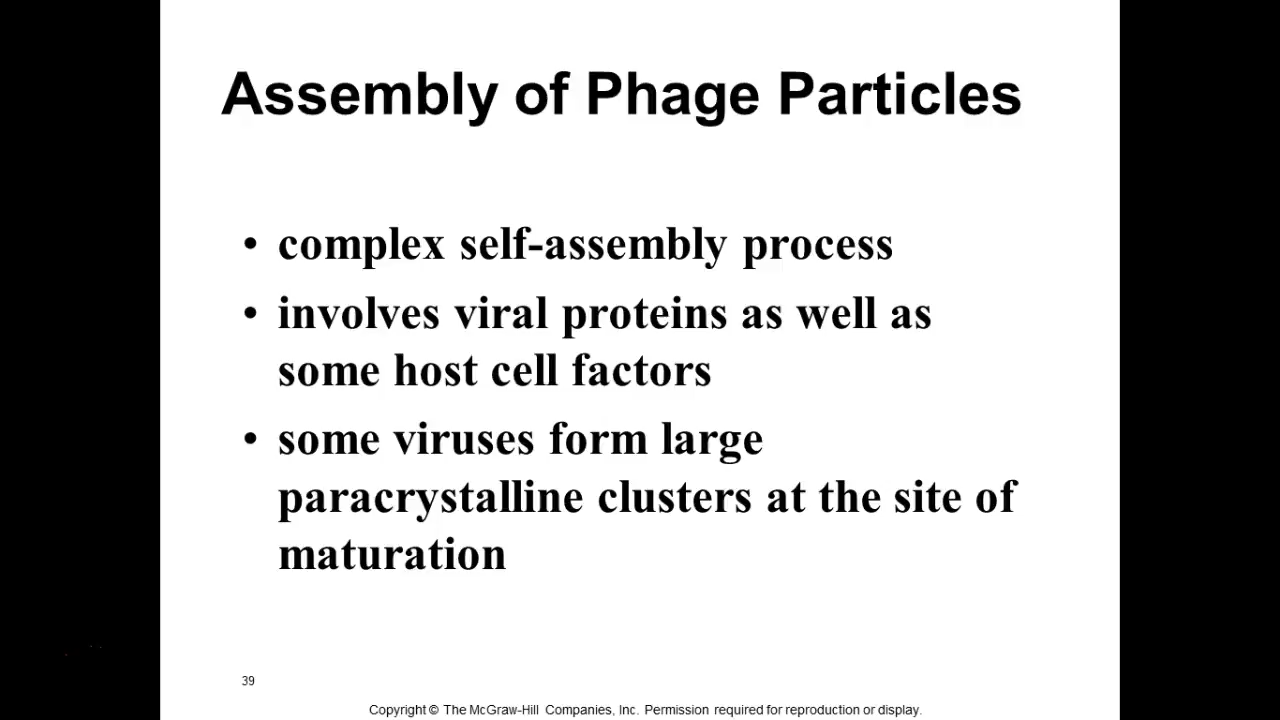 Assembly of Phage Particles
• complex self-assembly process
• involves viral proteins as well as
some host cell factors
• some viruses form large
paracrystalline clusters at the site of
maturation
39
Copyright © The McGraw-Hill Companies, Inc. Permission required for reproduction or display.